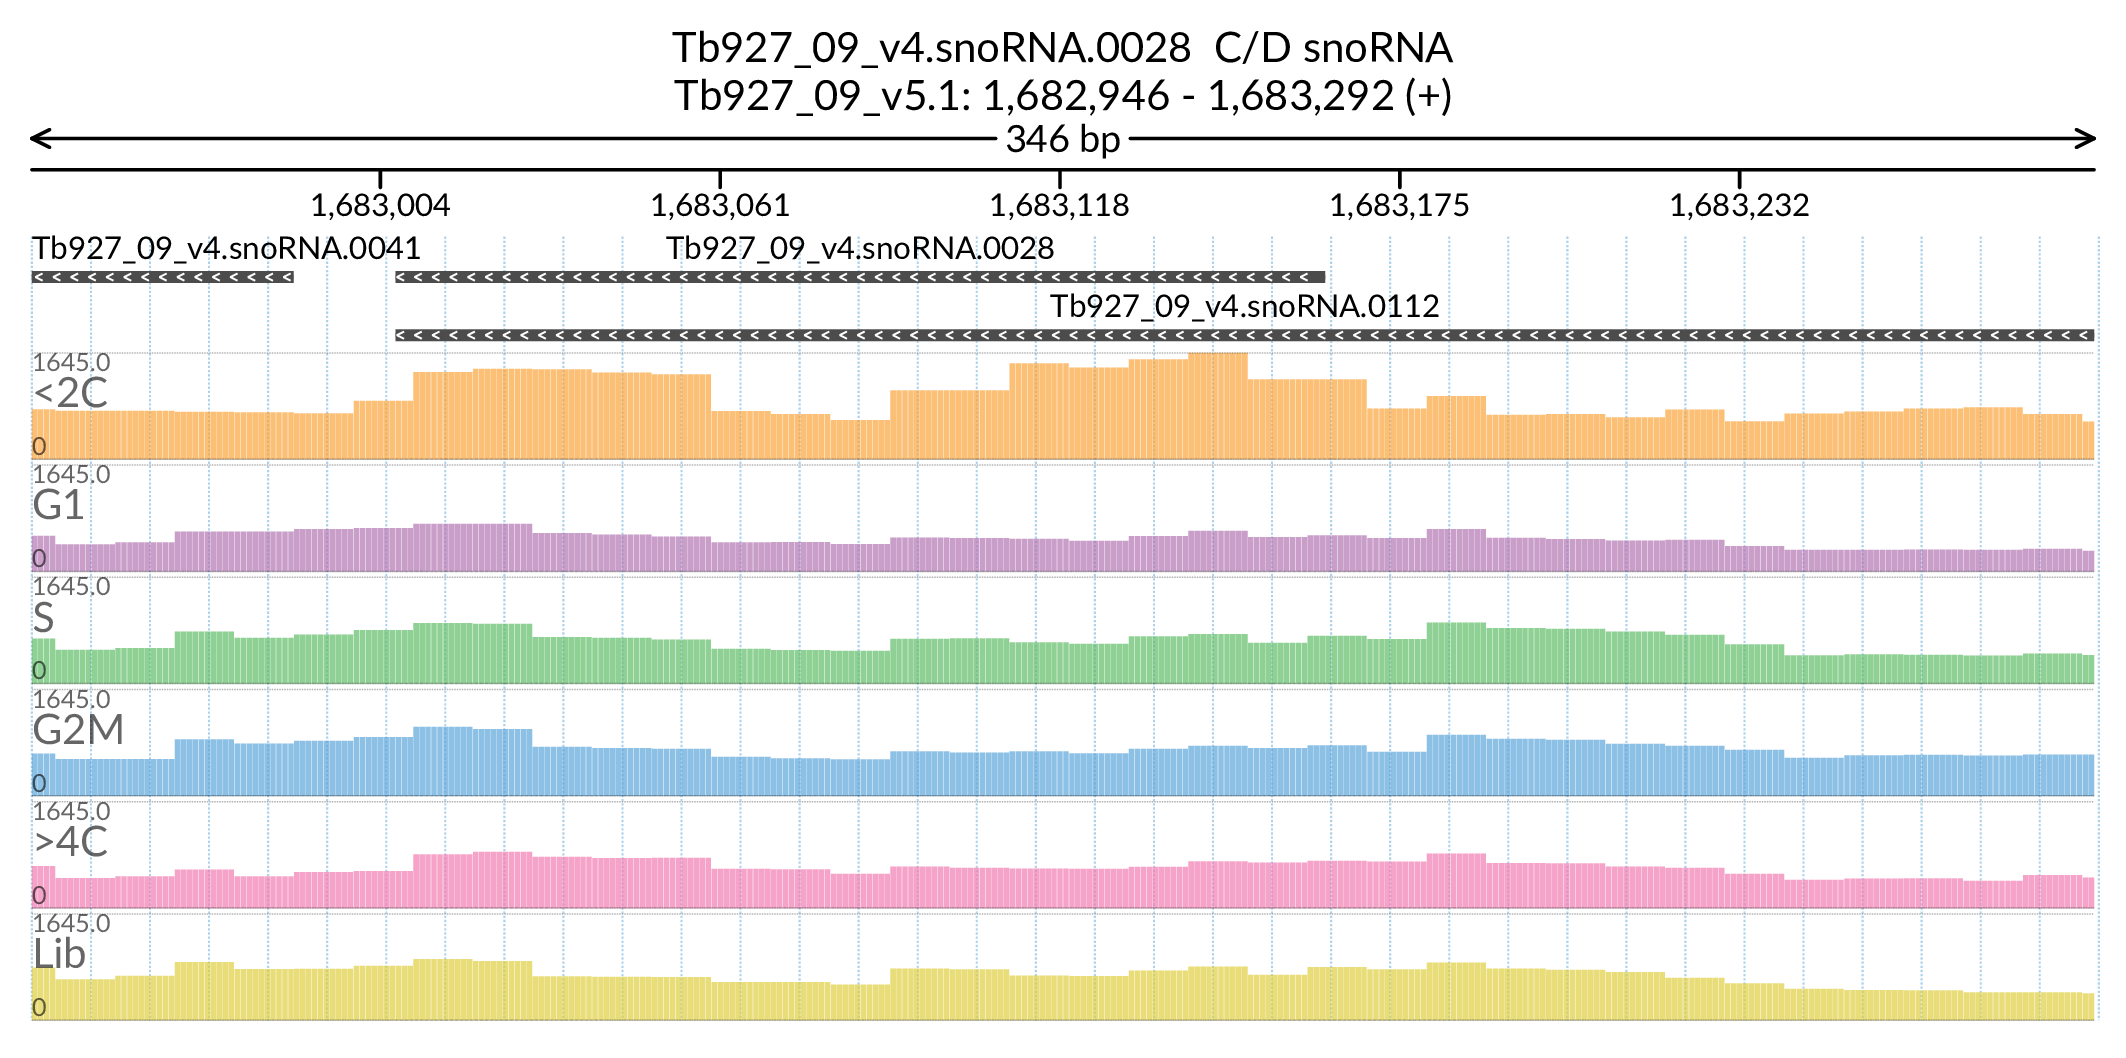 Tb927_09_v4.snoRNA.0028  C/D snoRNA
Tb927_09_v5.1: 1,682,946 - 1,683,292 (+)
346 bp
1,683,004 1,683,061 1,683,118 1,683,175 1,683,232
Tb927_09_v4.snoRNA.0041 Tb927_09_v4.snoRNA.0028
Tb927_09_v4.snoRNA.0112
1645.0
<2C
0
1645.0
G1
0
1645.0
S
0
1645.0
G2M
0
1645.0
>4C
0
1645.0
Lib
0